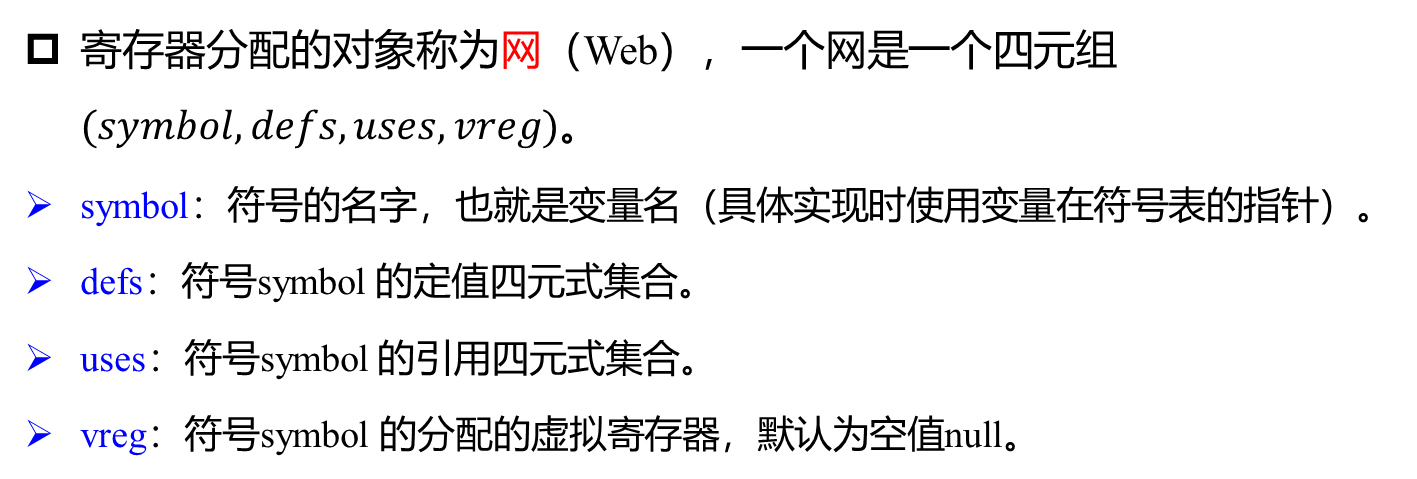 寄存器分配的对象称为网（Web），一个网是一个四元组
(symbol, defs, uses, vreg)。
symbol：符号的名字，也就是变量名（具体实现时使用变量在符号表的指针）。
defs：符号symbol 的定值四元式集合。
uses：符号symbol 的引用四元式集合。
vreg：符号symbol 的分配的虚拟寄存器，默认为空值null。